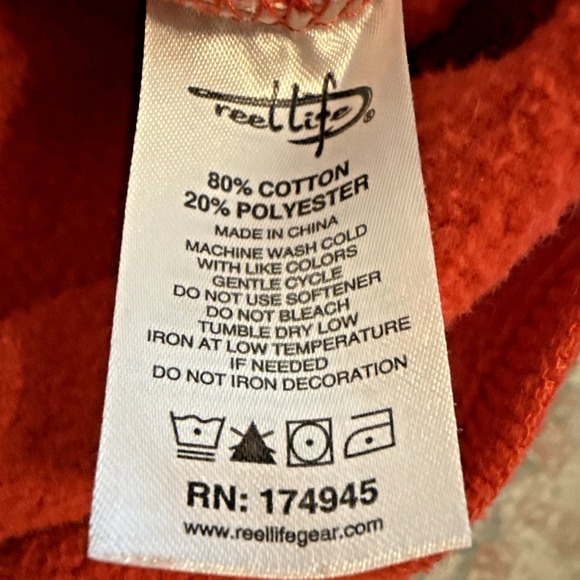 reel life ®
80% COTTON
20% POLYESTER
MADE IN CHINA
MACHINE WASH COLD
WITH LIKE COLORS
GENTLE CYCLE
DO NOT USE SOFTENER
DO NOT BLEACH
TUMBLE DRY LOW
IRON AT LOW TEMPERATURE
IF NEEDED
DO NOT IRON DECORATION
RN: 174945
www.reellifegear.com